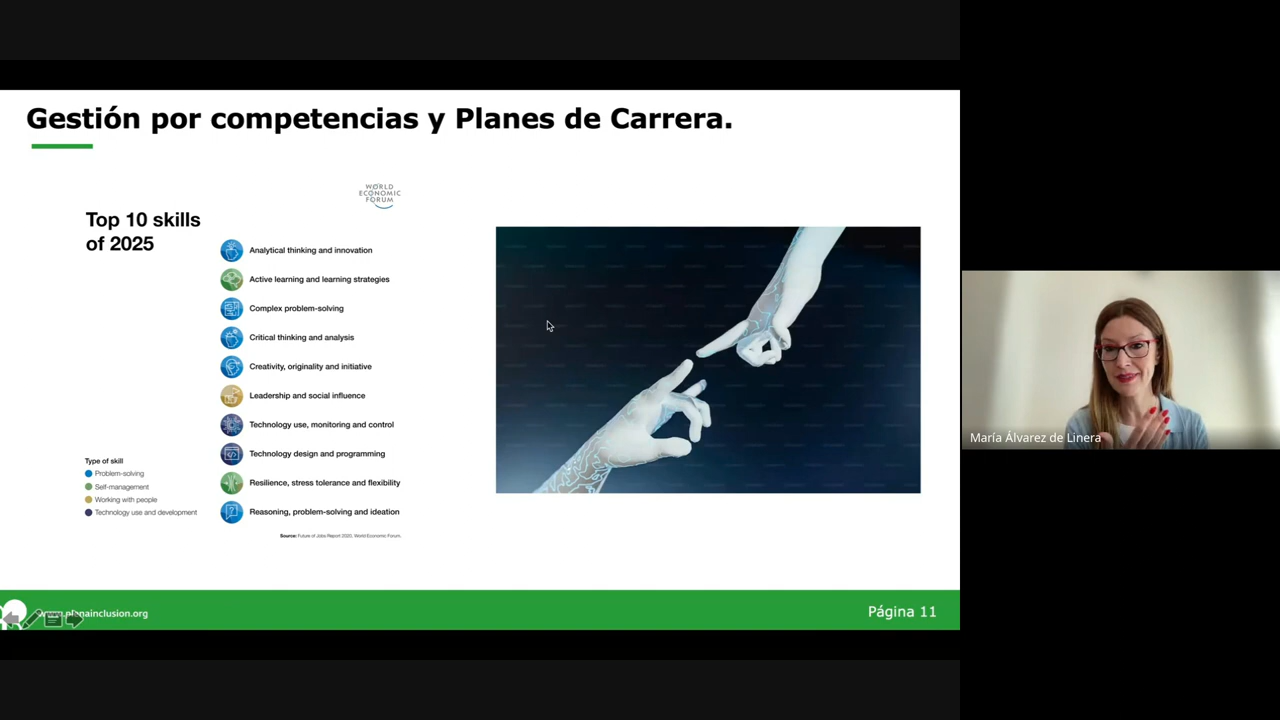 Gestión por competencias y Planes de Carrera.
WORLD
ECONOMIC
FORUM
Top 10 skills
of 2025
Analytical thinking and innovation
Active learning and learning strategies
Complex problem-solving
Critical thinking and analysis
Creativity, originality and initiative
Leadership and social influence
Technology use, monitoring and control
Technology design and programming
Resilience, stress tolerance and flexibility
Reasoning, problem-solving and ideation
Type of skill
Problem-solving
Self-management
Working with people
Technology use and development
Source: Future of Jobs Report 2020, World Economic Forum.
www.plenainclusion.org
Página 11
María Álvarez de Linera